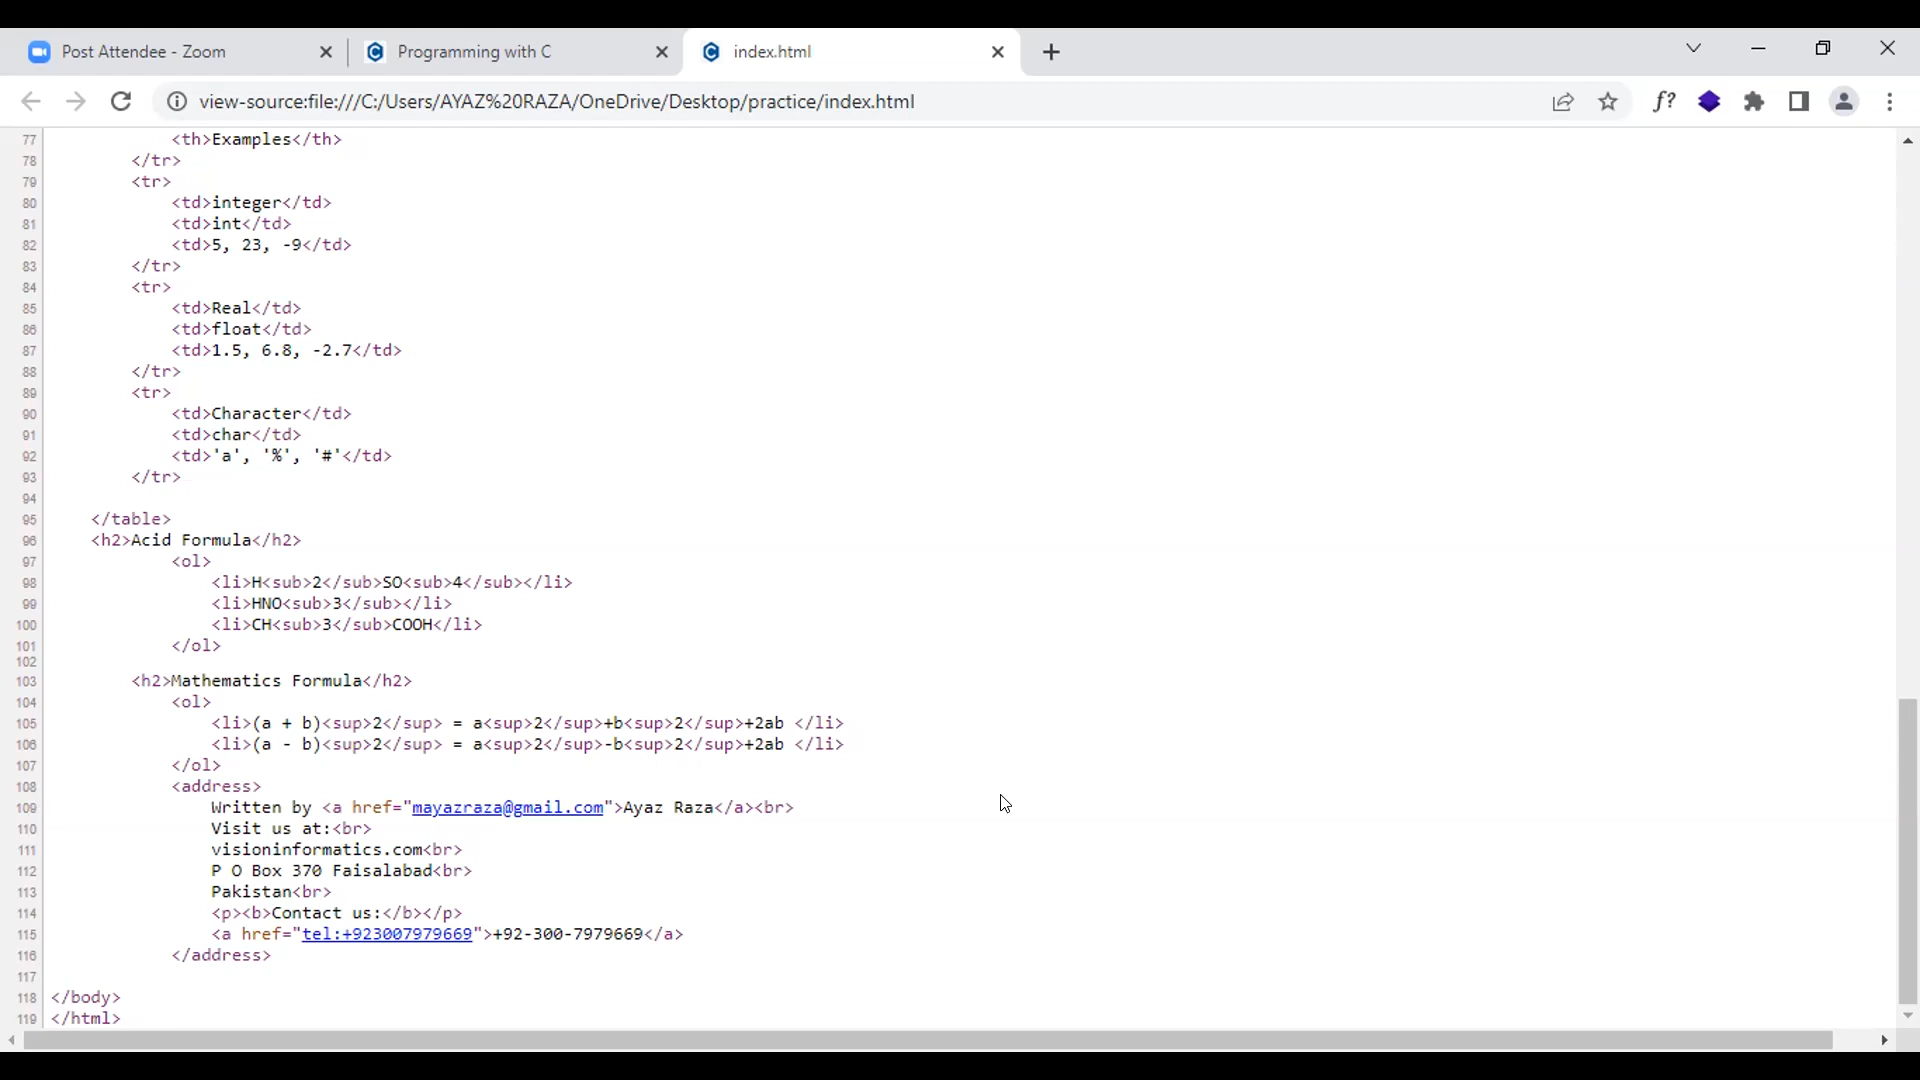 Post Attendee - Zoom
Programming with C
index.html
view-source:file:///C:/Users/AYAZ%20RAZA/OneDrive/Desktop/practice/index.html
f?
77 <th>Examples</th>
78 </tr>
79 <tr>
80 <td>integer</td>
81 <td>int</td>
82 <td>5, 23, -9</td>
83 </tr>
84 <tr>
85 <td>Real</td>
86 <td>float</td>
87 <td>1.5, 6.8, -2.7</td>
88 </tr>
89 <tr>
90 <td>Character</td>
91 <td>char</td>
92 <td>'a', '%', '#'</td>
93 </tr>
94
95 </table>
96 <h2>Acid Formula</h2>
97 <ol>
98 <li>H<sub>2</sub>SO<sub>4</sub></li>
99 <li>HNO<sub>3</sub></li>
100 <li>CH<sub>3</sub>COOH</li>
101 </ol>
102
103 <h2>Mathematics Formula</h2>
104 <ol>
105 <li>(a + b)<sup>2</sup> = a<sup>2</sup>+b<sup>2</sup>+2ab </li>
106 <li>(a - b)<sup>2</sup> = a<sup>2</sup>-b<sup>2</sup>+2ab </li>
107 </ol>
108 <address>
109 Written by <a href="mayazraza@gmail.com">Ayaz Raza</a><br>
110 Visit us at:<br>
111 visioninformatics.com<br>
112 P O Box 370 Faisalabad<br>
113 Pakistan<br>
114 <p><b>Contact us:</b></p>
115 <a href="tel:+923007979669">+92-300-7979669</a>
116 </address>
117
118 </body>
119 </html>